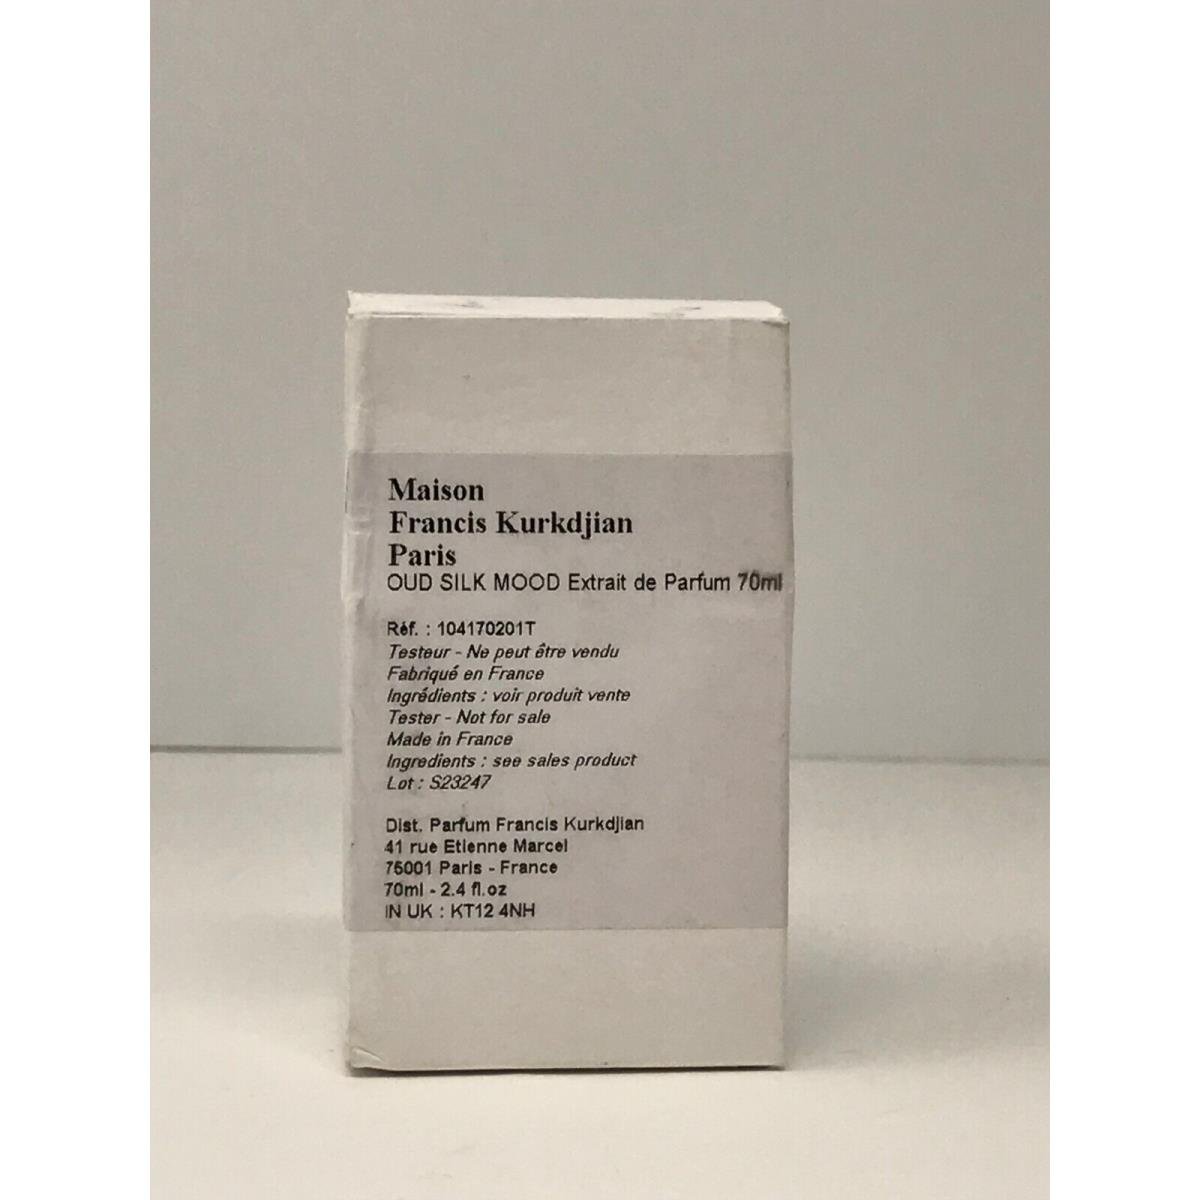 Maison
Francis Kurkdjian
Paris
OUD SILK MOOD Extrait de Parfum 70ml
Réf. : 104170201T
Testeur - Ne peut être vendu
Fabriqué en France
Ingrédients : voir produit vente
Tester - Not for sale
Made in France
Ingredients : see sales product
Lot : S23247
Dist. Parfum Francis Kurkdjian
41 rue Etienne Marcel
75001 Paris - France
70ml - 2.4 fl.oz
IN UK : KT12 4NH